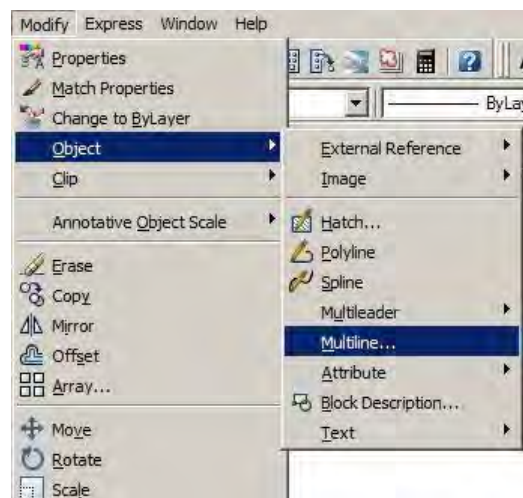 Modify Express Window Help
Properties
Match Properties
Change to ByLayer
Object
Clip
Annotative Object Scale
Erase
Copy
Mirror
Offset
Array...
Move
Rotate
Scale
ByLay
External Reference
Image
Hatch...
Polyline
Spline
Multileader
Multiline...
Attribute
Block Description...
Text